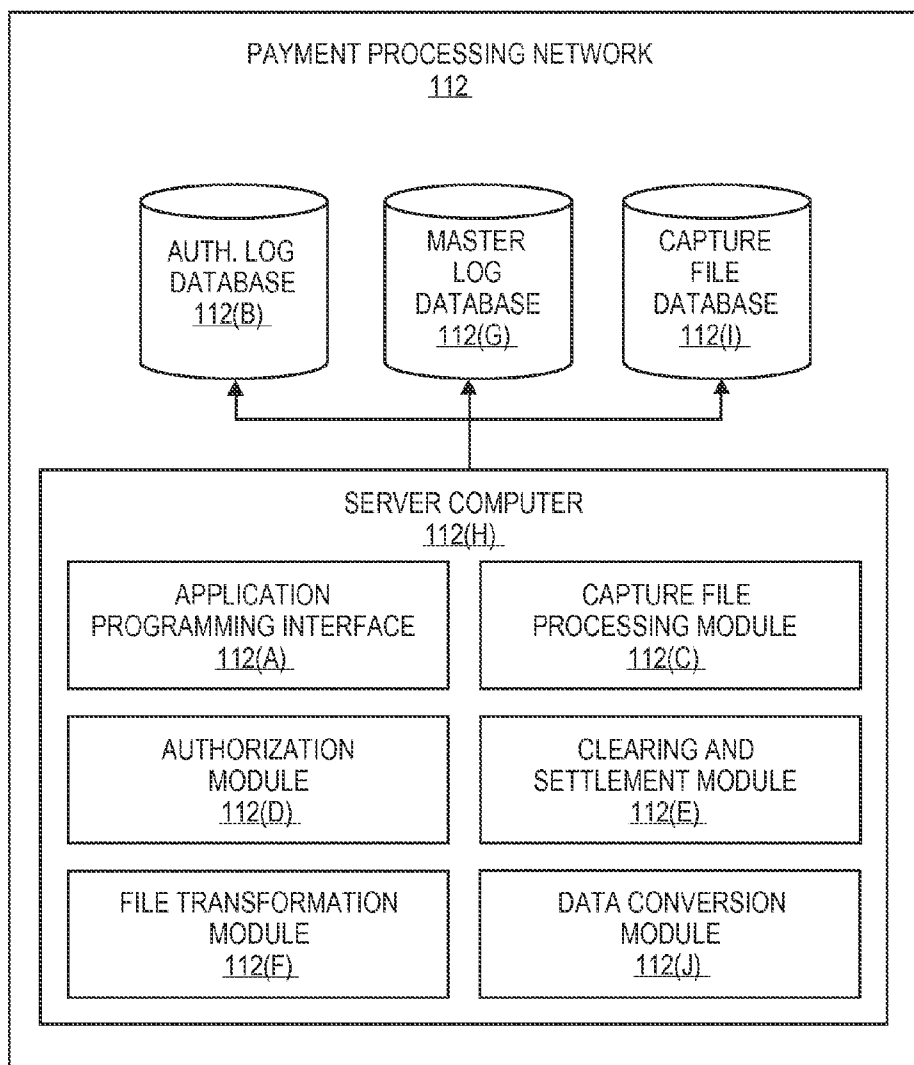 PAYMENT PROCESSING NETWORK
112
AUTH. LOG
DATABASE
112(B)
MASTER
LOG
DATABASE
112(G)
CAPTURE
FILE
DATABASE
112(I)
SERVER COMPUTER
112(H)
APPLICATION
PROGRAMMING INTERFACE
112(A)
CAPTURE FILE
PROCESSING MODULE
112(C)
AUTHORIZATION
MODULE
112(D)
CLEARING AND
SETTLEMENT MODULE
112(E)
FILE TRANSFORMATION
MODULE
112(F)
DATA CONVERSION
MODULE
112(J)